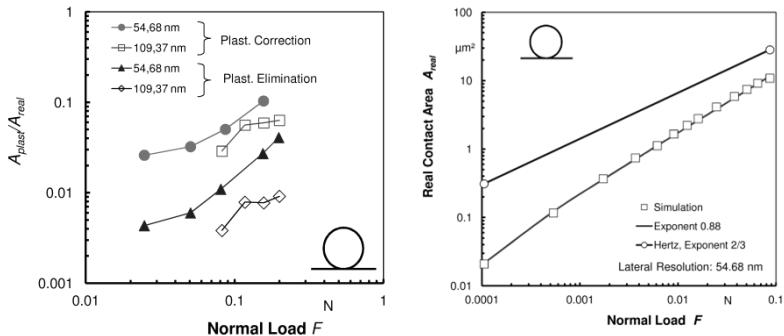 1
0.1
0.01
0.001
A_plast/A_real
54,68 nm
109,37 nm
Plast. Correction
54,68 nm
109,37 nm
Plast. Elimination
0.01
0.1
N
1
Normal Load F
100
µm²
10
1
0.1
0.01
Real Contact Area A_real
Simulation
Exponent 0.88
Hertz, Exponent 2/3
Lateral Resolution: 54.68 nm
0.0001
0.001
0.01
N
0.1
Normal Load F